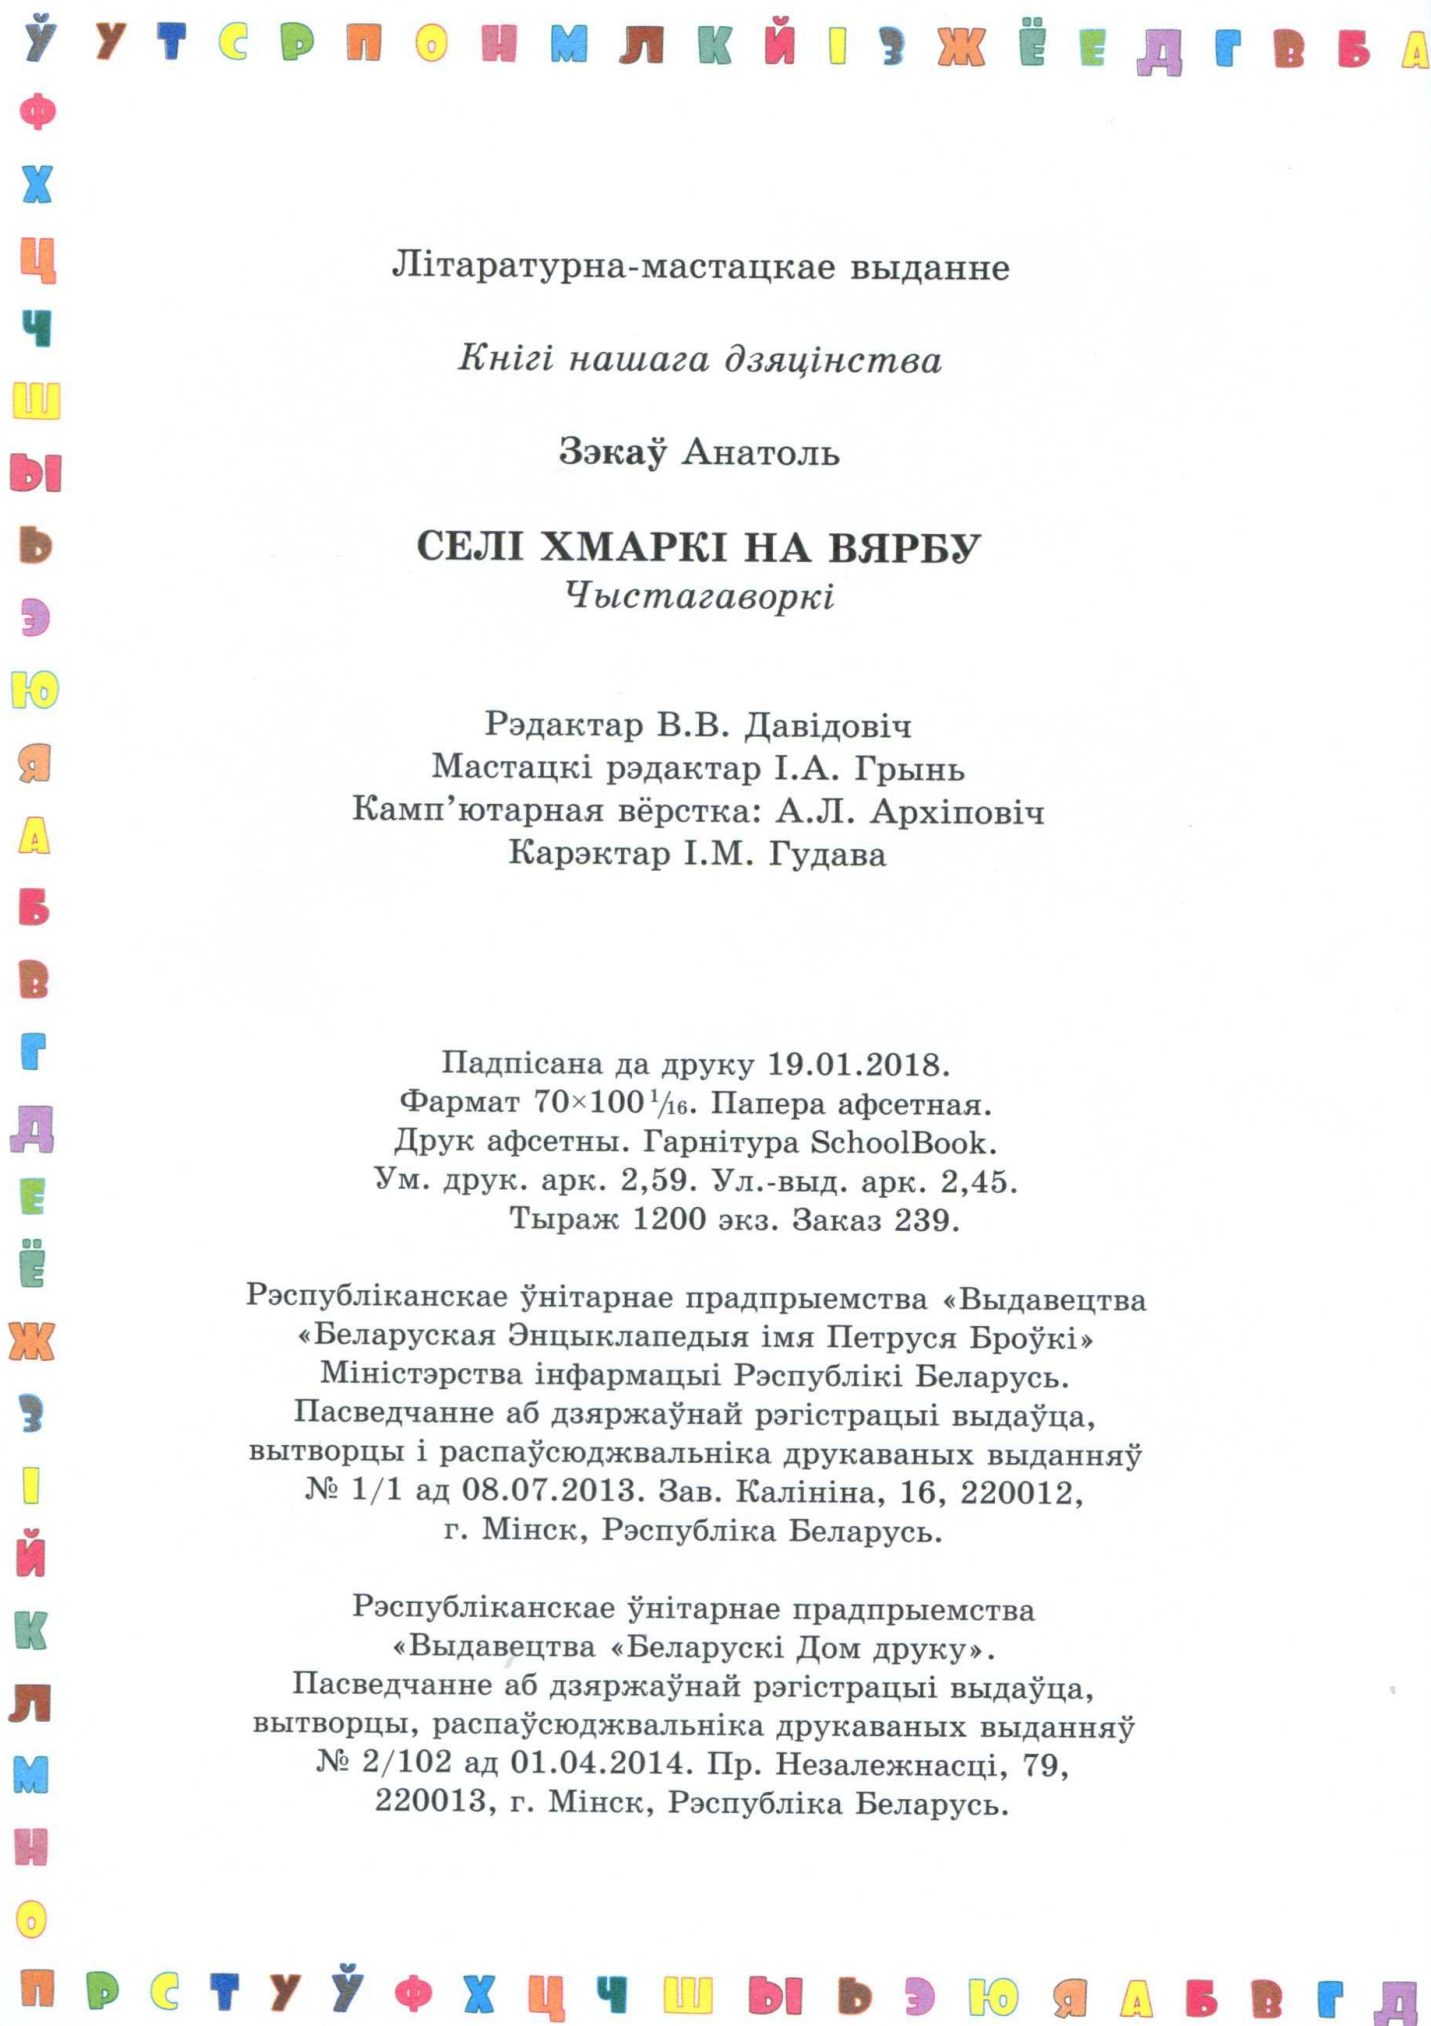 Ў У Т С Р П О Н М Л К Й І З Ж Ё Е Д Г В Б А
Ф
Х
Ц
Ч
Ш
Ы
Ь
Э
Ю
Я
А
Б
В
Г
Д
Е
Ё
Ж
З
І
Й
К
Л
М
Н
О
Літаратурна-мастацкае выданне
Кнігі нашага дзяцінства
Зэкаў Анатоль
СЕЛІ ХМАРКІ НА ВЯРБУ
Чыстагаворкі
Рэдактар В.В. Давідовіч
Мастацкі рэдактар І.А. Грынь
Камп’ютарная вёрстка: А.Л. Архіповіч
Карэктар І.М. Гудава
Падпісана да друку 19.01.2018.
Фармат 70×100 1/16. Папера афсетная.
Друк афсетны. Гарнітура SchoolBook.
Ум. друк. арк. 2,59. Ул.-выд. арк. 2,45.
Тыраж 1200 экз. Заказ 239.
Рэспубліканскае ўнітарнае прадпрыемства «Выдавецтва
«Беларуская Энцыклапедыя імя Петруся Броўкі»
Міністэрства інфармацыі Рэспублікі Беларусь.
Пасведчанне аб дзяржаўнай рэгістрацыі выдаўца,
вытворцы і распаўсюджвальніка друкаваных выданняў
№ 1/1 ад 08.07.2013. Зав. Калініна, 16, 220012,
г. Мінск, Рэспубліка Беларусь.
Рэспубліканскае ўнітарнае прадпрыемства
«Выдавецтва «Беларускі Дом друку».
Пасведчанне аб дзяржаўнай рэгістрацыі выдаўца,
вытворцы, распаўсюджвальніка друкаваных выданняў
№ 2/102 ад 01.04.2014. Пр. Незалежнасці, 79,
220013, г. Мінск, Рэспубліка Беларусь.
П Р С Т У Ў Ф Х Ц Ч Ш Ы Ь Э Ю Я А Б В Г Д